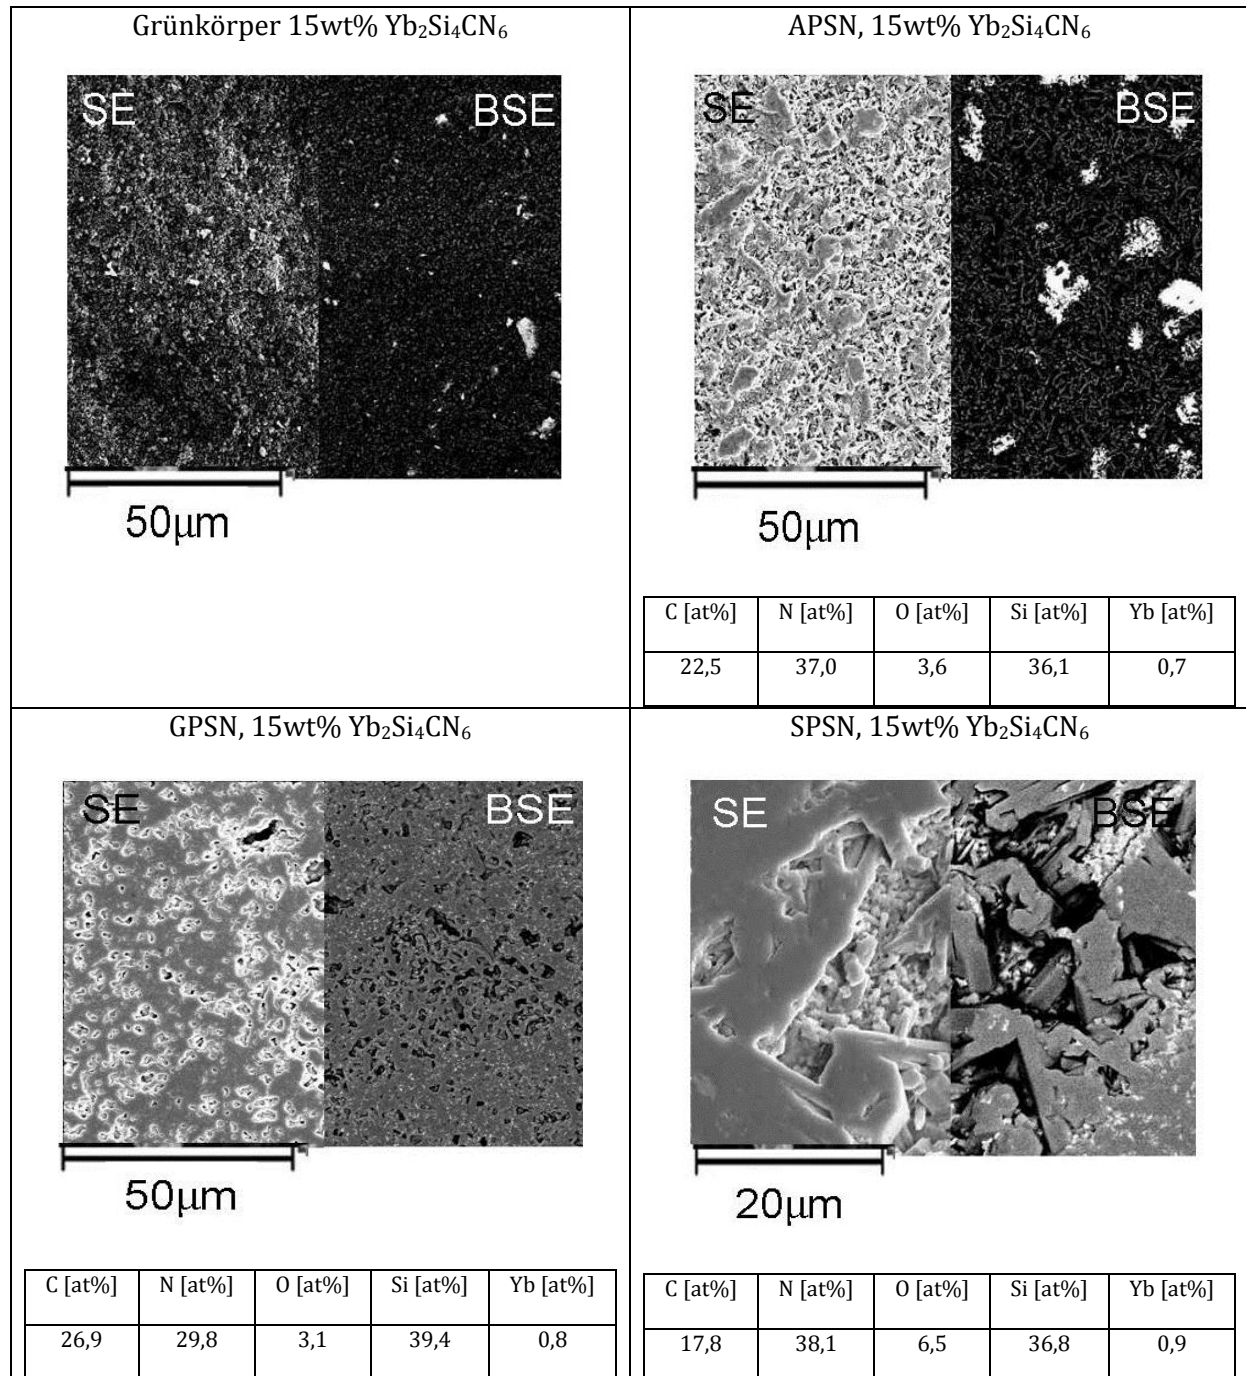 Grünkörper 15wt% Yb₂Si₄CN₆
SE BSE
50µm
APSN, 15wt% Yb₂Si₄CN₆
SE BSE
50µm
C [at%] N [at%] O [at%] Si [at%] Yb [at%]
22,5 37,0 3,6 36,1 0,7
GPSN, 15wt% Yb₂Si₄CN₆
SE BSE
50µm
C [at%] N [at%] O [at%] Si [at%] Yb [at%]
26,9 29,8 3,1 39,4 0,8
SPSN, 15wt% Yb₂Si₄CN₆
SE BSE
20µm
C [at%] N [at%] O [at%] Si [at%] Yb [at%]
17,8 38,1 6,5 36,8 0,9